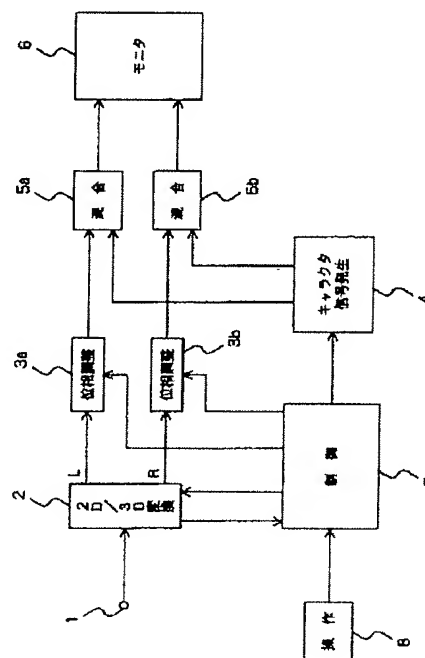 6
モニタ
5a
混合
5b
混合
3a
位相調整
3b
位相調整
キャラクタ
信号発生
2
2D/3D変換
L
R
制御
1
操作
8